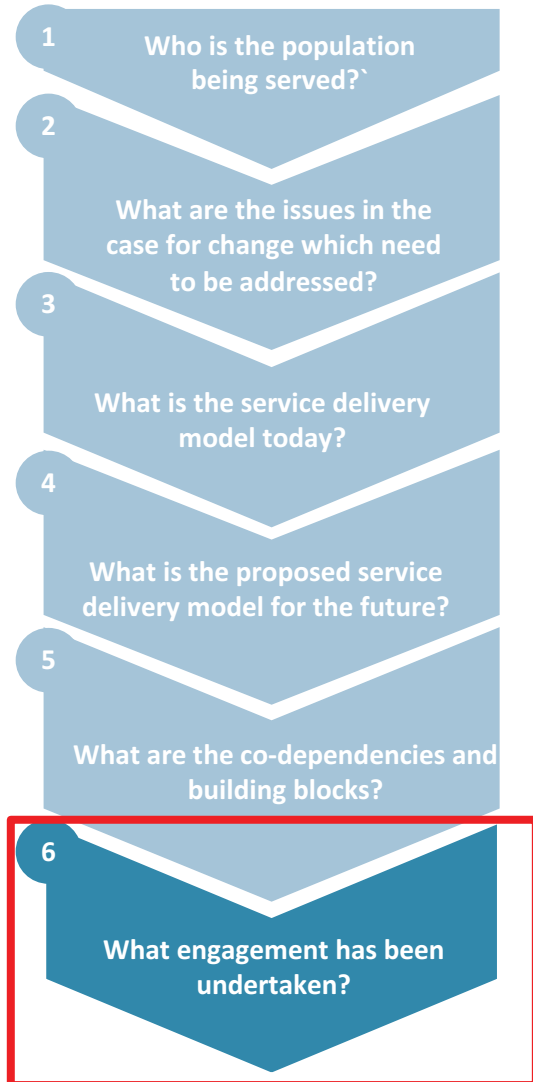 1
Who is the population
being served?`
2
What are the issues in the
case for change which need
to be addressed?
3
What is the service delivery
model today?
4
What is the proposed service
delivery model for the future?
5
What are the co-dependencies and
building blocks?
6
What engagement has been
undertaken?